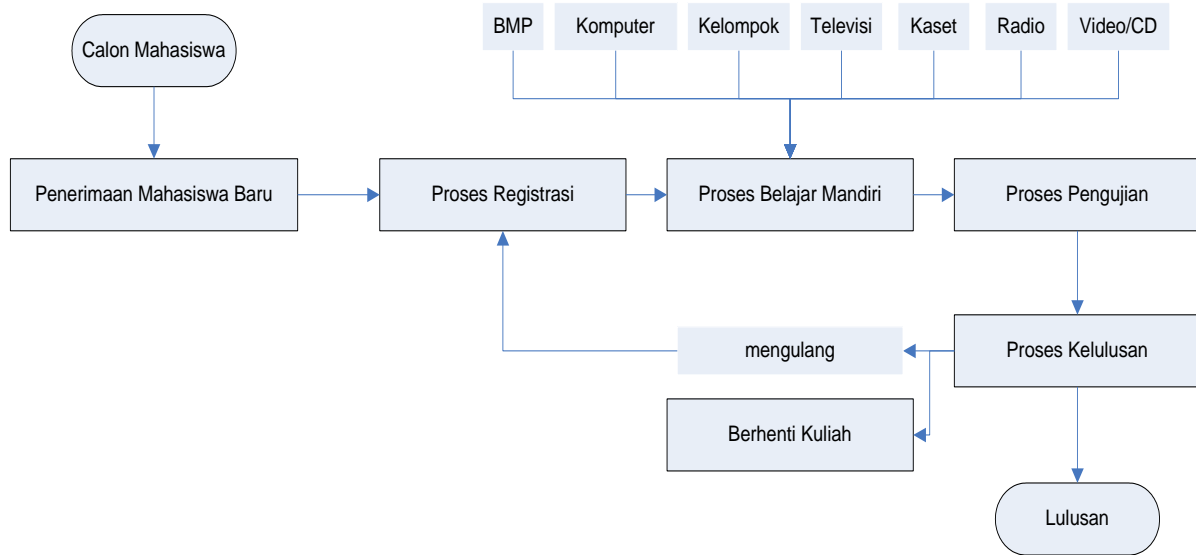 Calon Mahasiswa
BMP
Komputer
Kelompok
Televisi
Kaset
Radio
Video/CD
Penerimaan Mahasiswa Baru
Proses Registrasi
Proses Belajar Mandiri
Proses Pengujian
mengulang
Proses Kelulusan
Berhenti Kuliah
Lulusan